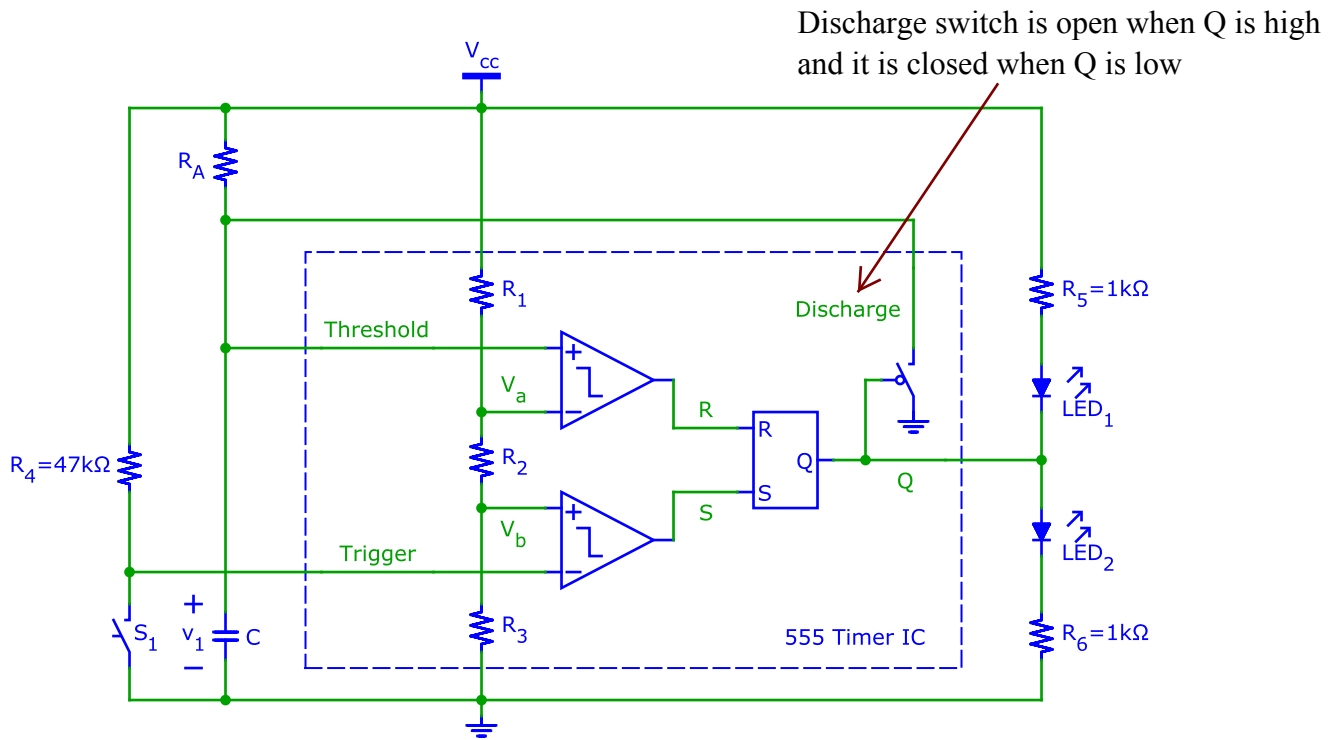 Discharge switch is open when Q is high
and it is closed when Q is low
Vcc
RA
R1
R5=1kΩ
Discharge
Threshold
+
Va
−
LED1
R
R
R4=47kΩ
R2
Q
Q
S
S
+
Vb
LED2
Trigger
−
+
S1
v1
C
−
R3
555 Timer IC
R6=1kΩ